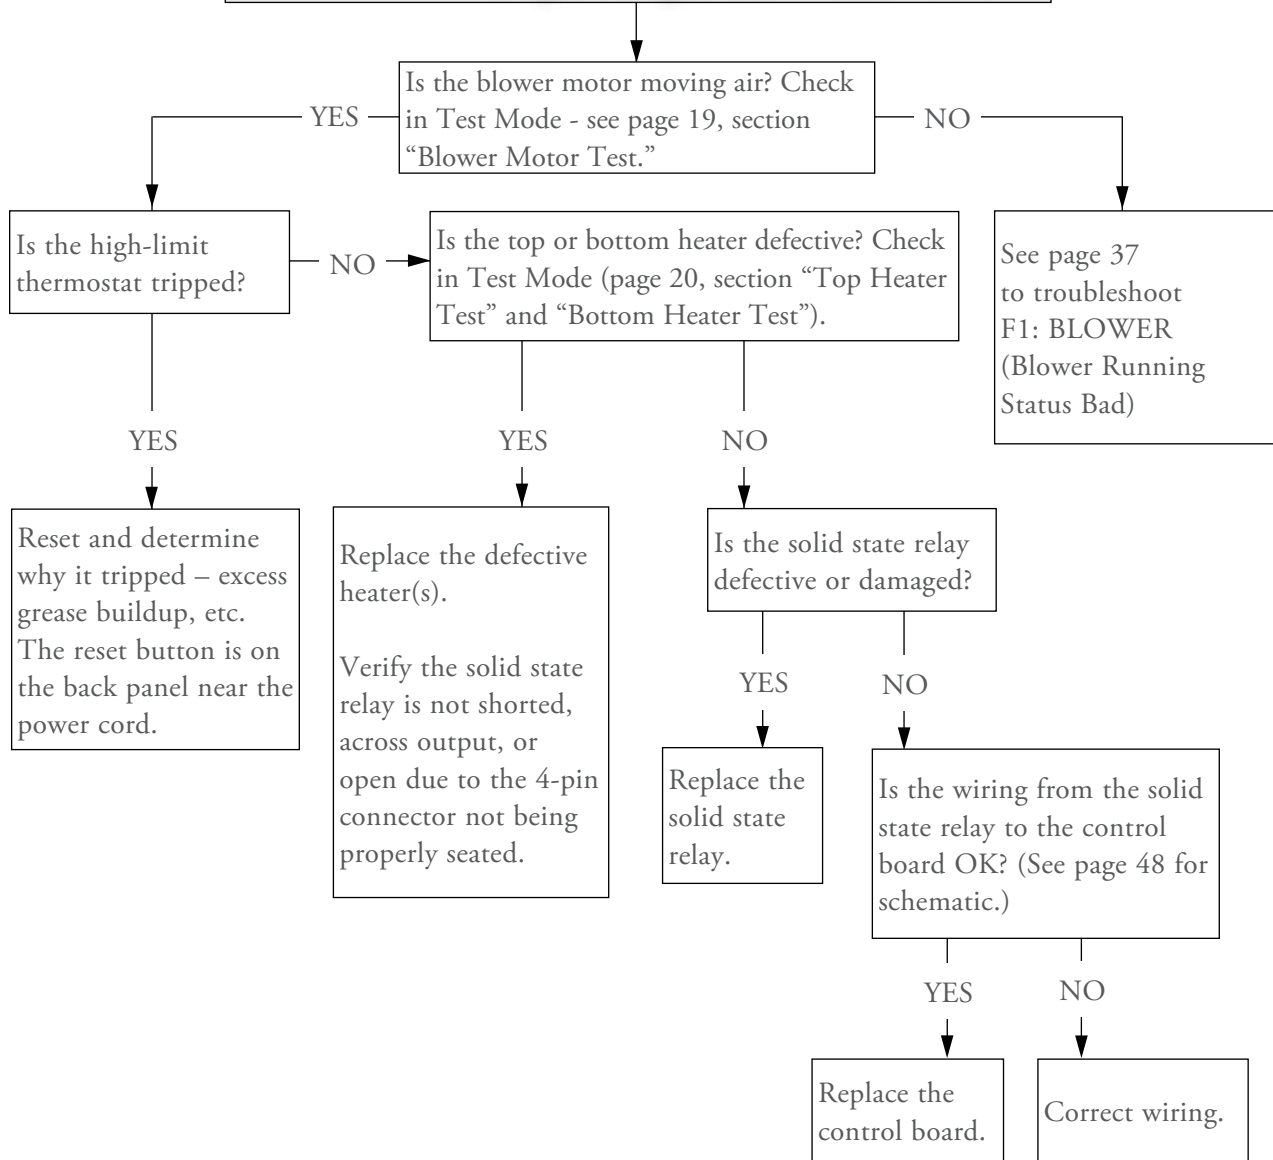 Is the blower motor moving air? Check
in Test Mode - see page 19, section
“Blower Motor Test.”
YES
NO
Is the high-limit
thermostat tripped?
NO
Is the top or bottom heater defective? Check
in Test Mode (page 20, section “Top Heater
Test” and “Bottom Heater Test”).
See page 37
to troubleshoot
F1: BLOWER
(Blower Running
Status Bad)
YES
YES
NO
Reset and determine
why it tripped – excess
grease buildup, etc.
The reset button is on
the back panel near the
power cord.
Replace the defective
heater(s).
Verify the solid state
relay is not shorted,
across output, or
open due to the 4-pin
connector not being
properly seated.
Is the solid state relay
defective or damaged?
YES
NO
Replace the
solid state
relay.
Is the wiring from the solid
state relay to the control
board OK? (See page 48 for
schematic.)
YES
NO
Replace the
control board.
Correct wiring.